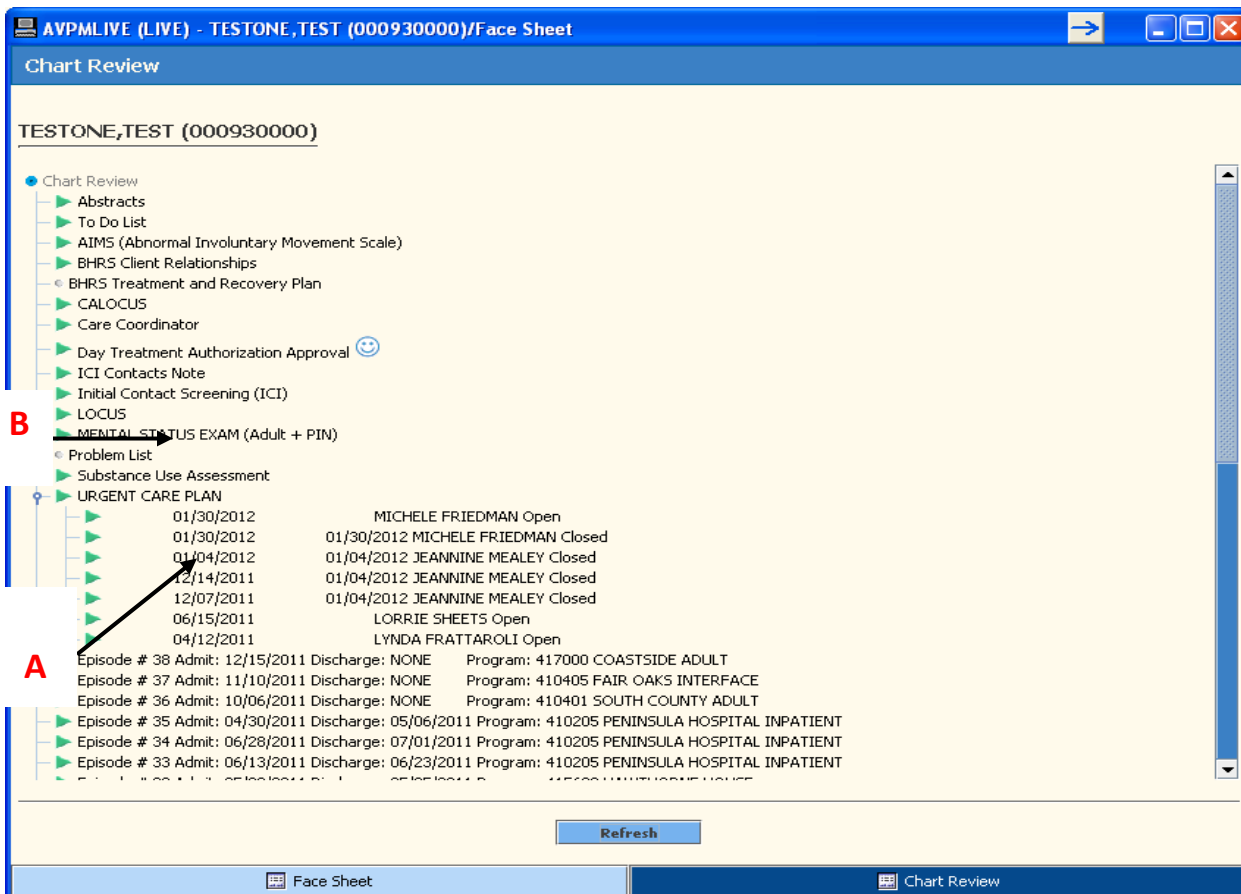 AVPMLIVE (LIVE) - TESTONE,TEST (000930000)/Face Sheet
Chart Review
TESTONE,TEST (000930000)
Chart Review
Abstracts
To Do List
AIMS (Abnormal Involuntary Movement Scale)
BHRS Client Relationships
BHRS Treatment and Recovery Plan
CALOCUS
Care Coordinator
Day Treatment Authorization Approval
ICI Contacts Note
Initial Contact Screening (ICI)
LOCUS
B
MENTAL STATUS EXAM (Adult + PIN)
Problem List
Substance Use Assessment
URGENT CARE PLAN
01/30/2012 MICHELE FRIEDMAN Open
01/30/2012 01/30/2012 MICHELE FRIEDMAN Closed
01/04/2012 01/04/2012 JEANNINE MEALEY Closed
12/14/2011 01/04/2012 JEANNINE MEALEY Closed
12/07/2011 01/04/2012 JEANNINE MEALEY Closed
06/15/2011 LORRIE SHEETS Open
04/12/2011 LYNDA FRATTAROLI Open
A
Episode # 38 Admit: 12/15/2011 Discharge: NONE Program: 417000 COASTSIDE ADULT
Episode # 37 Admit: 11/10/2011 Discharge: NONE Program: 410405 FAIR OAKS INTERFACE
Episode # 36 Admit: 10/06/2011 Discharge: NONE Program: 410401 SOUTH COUNTY ADULT
Episode # 35 Admit: 04/30/2011 Discharge: 05/06/2011 Program: 410205 PENINSULA HOSPITAL INPATIENT
Episode # 34 Admit: 06/28/2011 Discharge: 07/01/2011 Program: 410205 PENINSULA HOSPITAL INPATIENT
Episode # 33 Admit: 06/13/2011 Discharge: 06/23/2011 Program: 410205 PENINSULA HOSPITAL INPATIENT
Refresh
Face Sheet
Chart Review